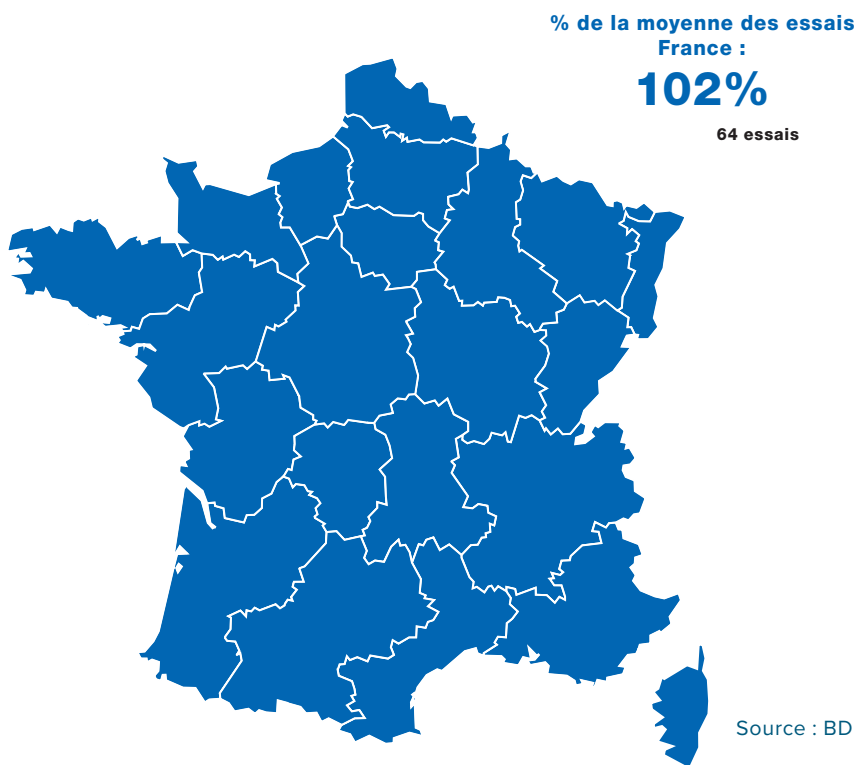 % de la moyenne des essais
France :
102%
64 essais
Source : BD